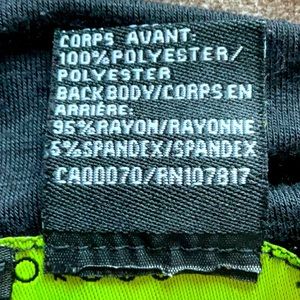 CORPS AVANT:
100%POLYESTER/
POLYESTER
BACK BODY/CORPS EN
ARRIÈRE:
95%RAYON/RAYONNE
5%SPANDEX/SPANDEX
CA00070/RN107817